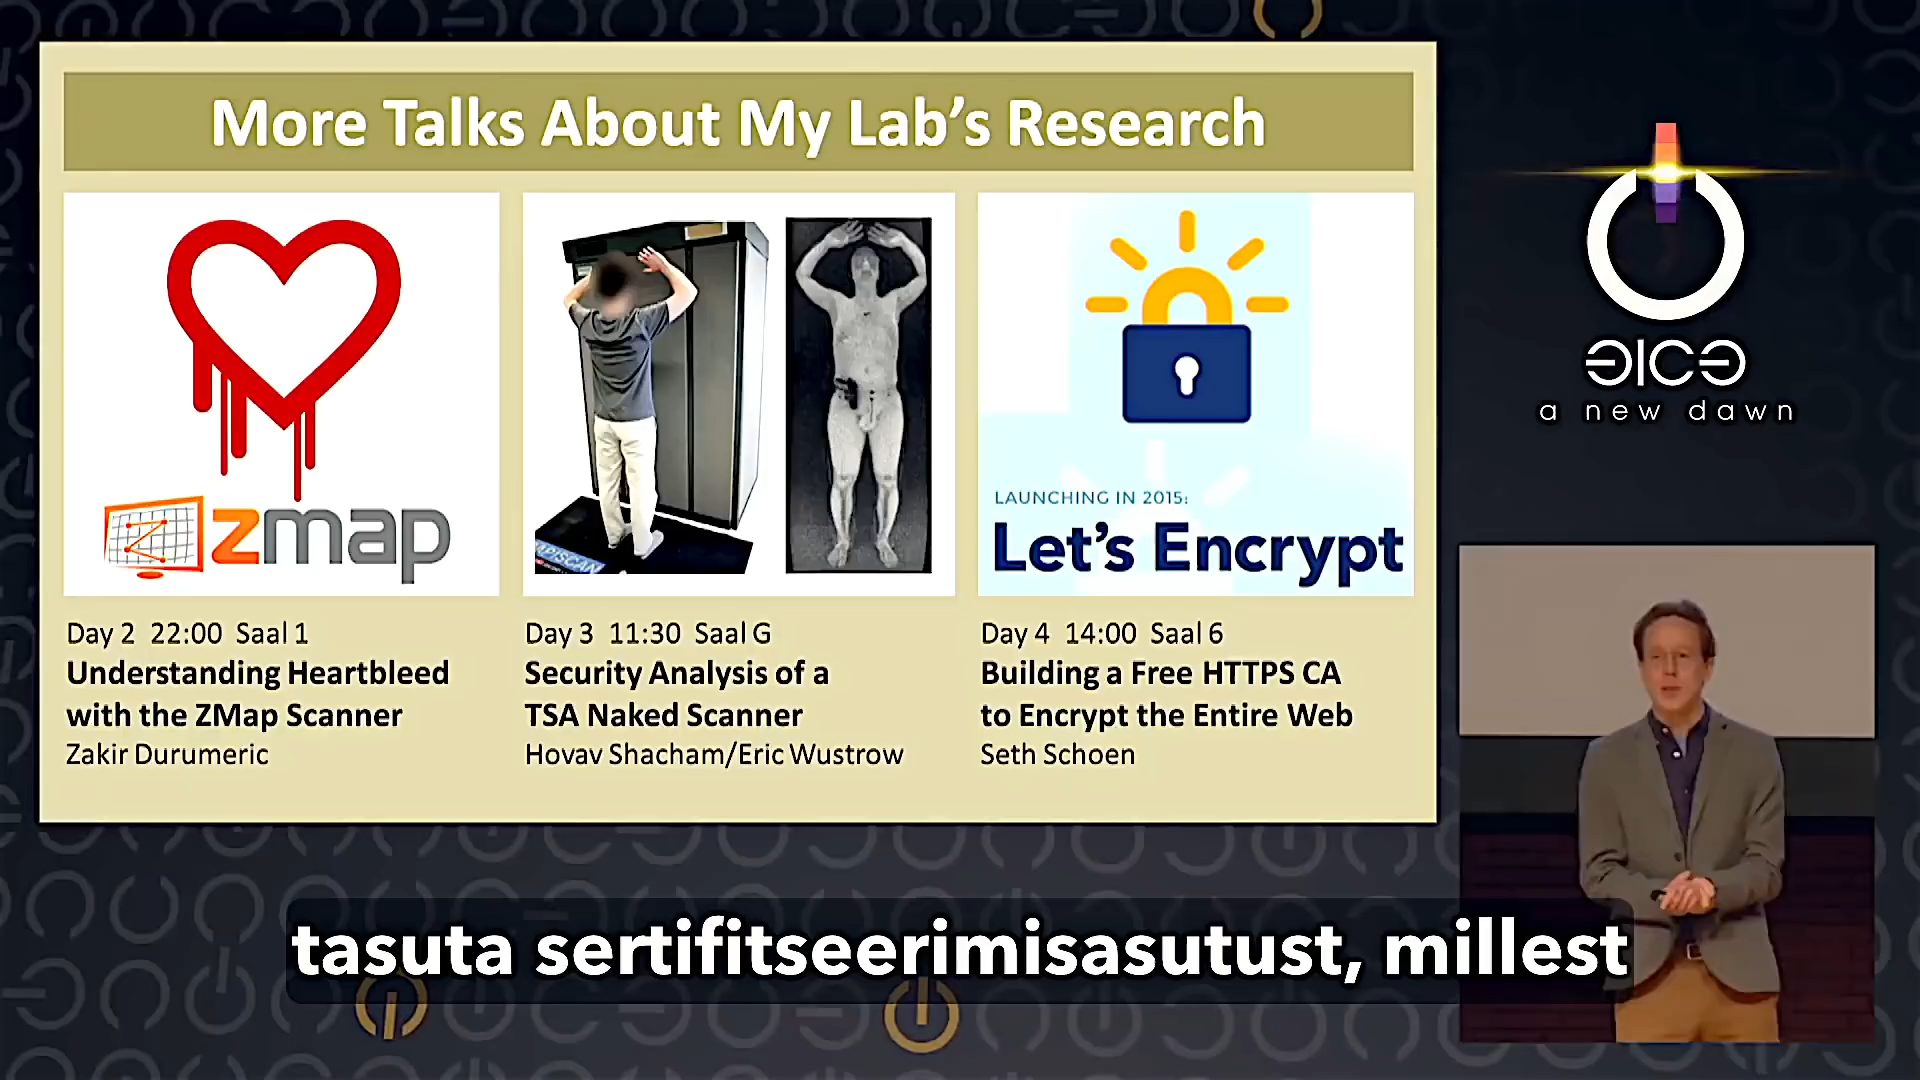 More Talks About My Lab's Research
zmap
RAPISCAN
LAUNCHING IN 2015:
Let's Encrypt
Day 2 22:00 Saal 1
Understanding Heartbleed
with the ZMap Scanner
Zakir Durumeric
Day 3 11:30 Saal G
Security Analysis of a
TSA Naked Scanner
Hovav Shacham/Eric Wustrow
Day 4 14:00 Saal 6
Building a Free HTTPS CA
to Encrypt the Entire Web
Seth Schoen
a new dawn
tasuta sertifitseerimisasutust, millest